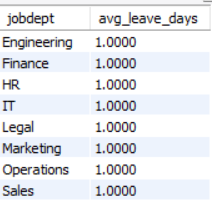 jobdept avg_leave_days
Engineering 1.0000
Finance 1.0000
HR 1.0000
IT 1.0000
Legal 1.0000
Marketing 1.0000
Operations 1.0000
Sales 1.0000